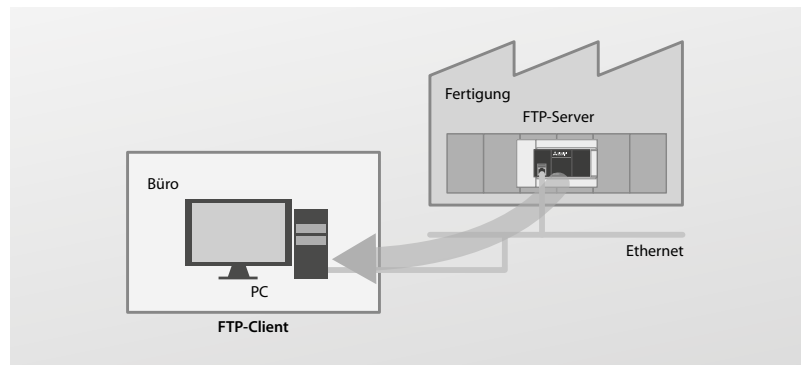 Fertigung
FTP-Server
Büro
Ethernet
PC
FTP-Client